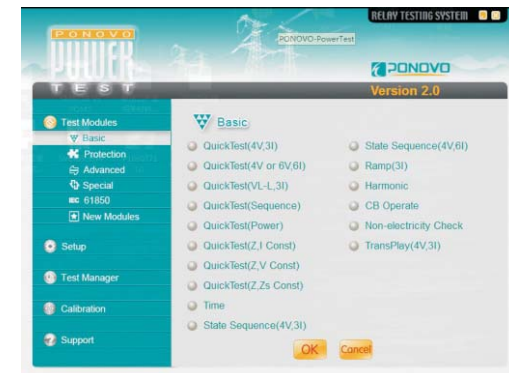 RELAY TESTING SYSTEM
PONOVO
POWER
TEST
PONOVO-PowerTest
PONOVO
Version 2.0
Test Modules
Basic
Protection
Advanced
Special
IEC 61850
New Modules
Setup
Test Manager
Calibration
Support
Basic
QuickTest(4V,3I)
QuickTest(4V or 6V,6I)
QuickTest(VL-L,3I)
QuickTest(Sequence)
QuickTest(Power)
QuickTest(Z,I Const)
QuickTest(Z,V Const)
QuickTest(Z,Zs Const)
Time
State Sequence(4V,3I)
State Sequence(4V,6I)
Ramp(3I)
Harmonic
CB Operate
Non-electricity Check
TransPlay(4V,3I)
OK
Cancel